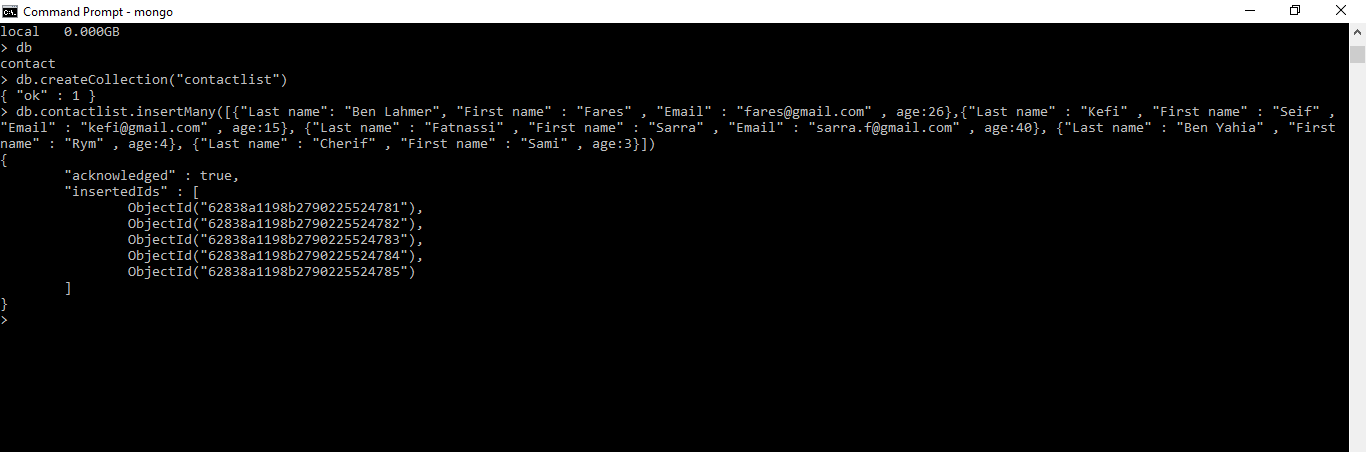 Command Prompt - mongo
local   0.000GB
> db
contact
> db.createCollection("contactlist")
{ "ok" : 1 }
> db.contactlist.insertMany([{"Last name": "Ben Lahmer", "First name" : "Fares" , "Email" : "fares@gmail.com" , age:26},{"Last name" : "Kefi" , "First name" : "Seif" ,
"Email" : "kefi@gmail.com" , age:15}, {"Last name" : "Fatnassi" , "First name" : "Sarra" , "Email" : "sarra.f@gmail.com" , age:40}, {"Last name" : "Ben Yahia" , "First
name" : "Rym" , age:4}, {"Last name" : "Cherif" , "First name" : "Sami" , age:3}])
{
        "acknowledged" : true,
        "insertedIds" : [
                ObjectId("62838a1198b2790225524781"),
                ObjectId("62838a1198b2790225524782"),
                ObjectId("62838a1198b2790225524783"),
                ObjectId("62838a1198b2790225524784"),
                ObjectId("62838a1198b2790225524785")
        ]
}
>